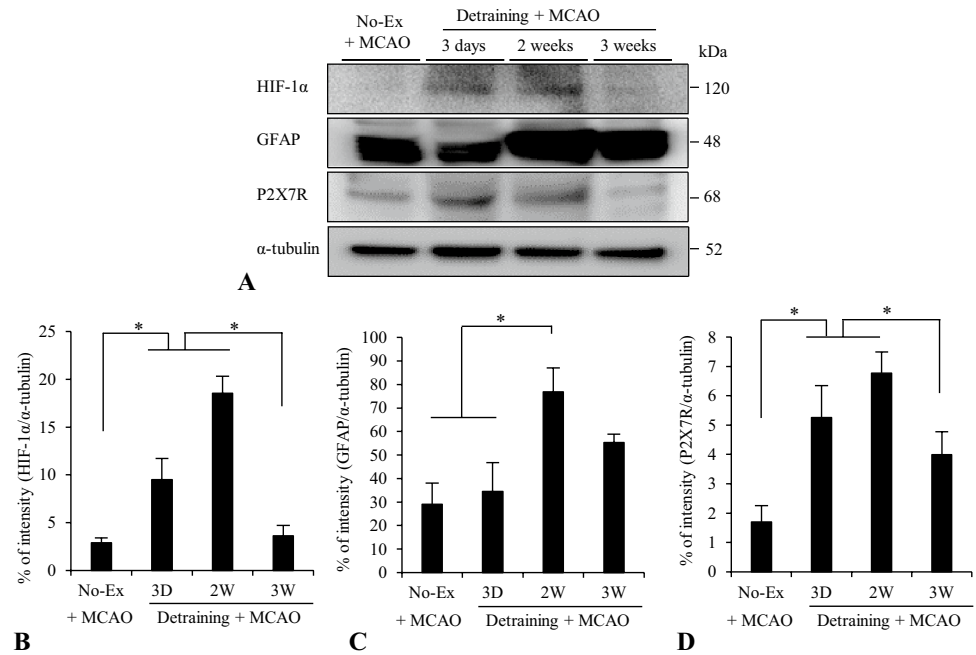 No-Ex
+ MCAO
Detraining + MCAO
3 days
2 weeks
3 weeks
kDa
HIF-1α
120
GFAP
48
P2X7R
68
α-tubulin
52
A
% of intensity (HIF-1α/α-tubulin)
25
20
15
10
5
0
*
*
No-Ex
+ MCAO
3D
2W
3W
Detraining + MCAO
B
% of intensity (GFAP/α-tubulin)
100
90
80
70
60
50
40
30
20
10
0
*
No-Ex
+ MCAO
3D
2W
3W
Detraining + MCAO
C
% of intensity (P2X7R/α-tubulin)
8
7
6
5
4
3
2
1
0
*
*
No-Ex
+ MCAO
3D
2W
3W
Detraining + MCAO
D